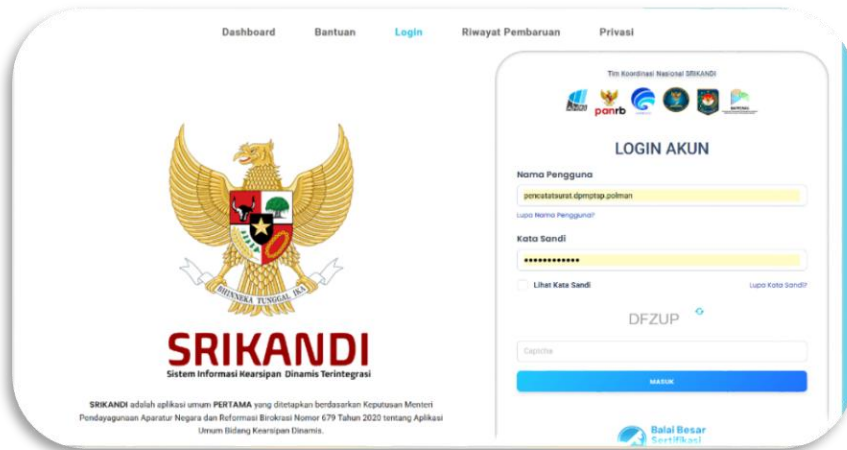 Dashboard Bantuan Login Riwayat Pembaruan Privasi
BHINNEKA TUNGGAL IKA
SRIKANDI
Sistem Informasi Kearsipan Dinamis Terintegrasi
SRIKANDI adalah aplikasi umum PERTAMA yang ditetapkan berdasarkan Keputusan Menteri
Pendayagunaan Aparatur Negara dan Reformasi Birokrasi Nomor 679 Tahun 2020 tentang Aplikasi
Umum Bidang Kearsipan Dinamis.
Tim Koordinasi Nasional SRIKANDI
panrb
LOGIN AKUN
Nama Pengguna
pencatatsurat.dpmptap.polman
Lupa Nama Pengguna?
Kata Sandi
Lihat Kata Sandi Lupa Kata Sandi?
DFZUP
Captcha
MASUK
Balai Besar
Sertifikasi